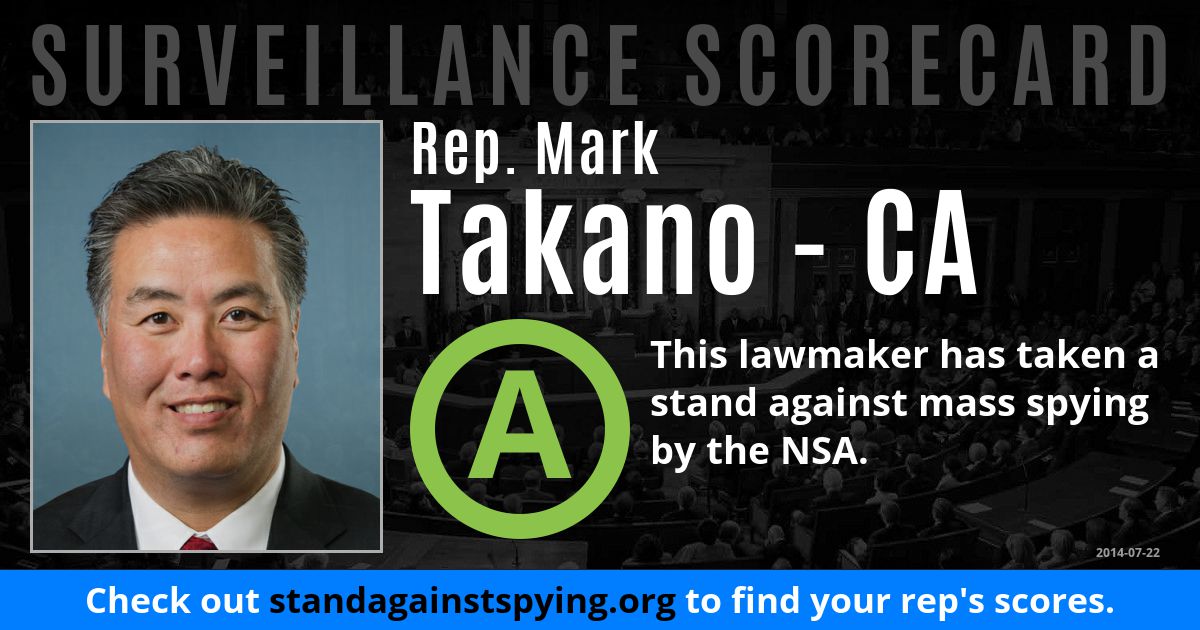 SURVEILLANCE SCORECARD
Rep. Mark
Takano - CA
A
This lawmaker has taken a
stand against mass spying
by the NSA.
2014-07-22
Check out standagainstspying.org to find your rep's scores.